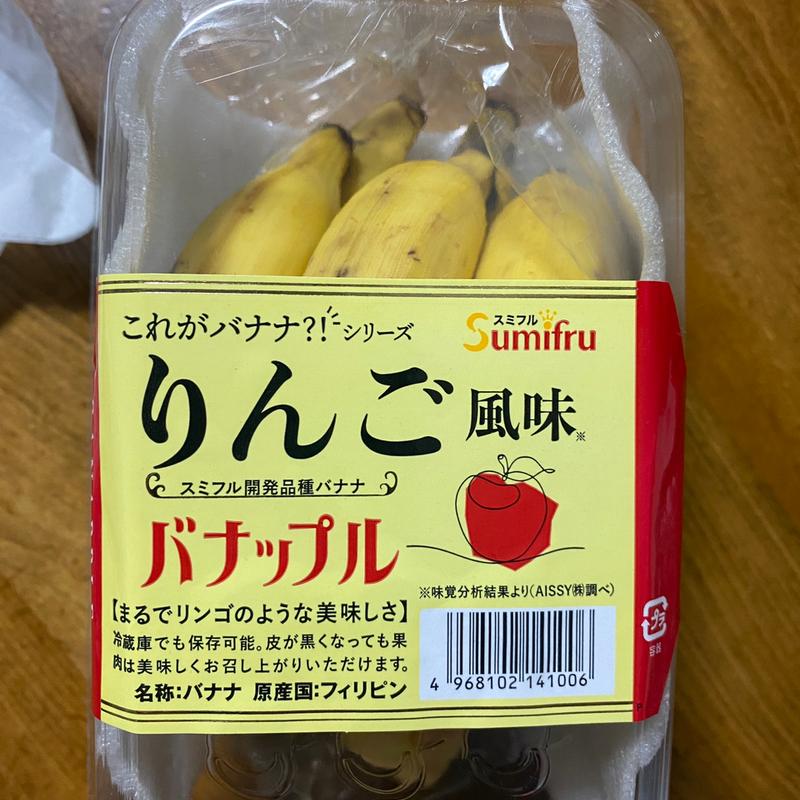 これがバナナ?!シリーズ
スミフル
Sumifru
りんご風味※
スミフル開発品種バナナ
バナップル
※味覚分析結果より(AISSY㈱調べ)
【まるでリンゴのような美味しさ】
冷蔵庫でも保存可能。皮が黒くなっても果
肉は美味しくお召し上がりいただけます。
名称:バナナ 原産国:フィリピン
4 968102 141006
プラ
容器